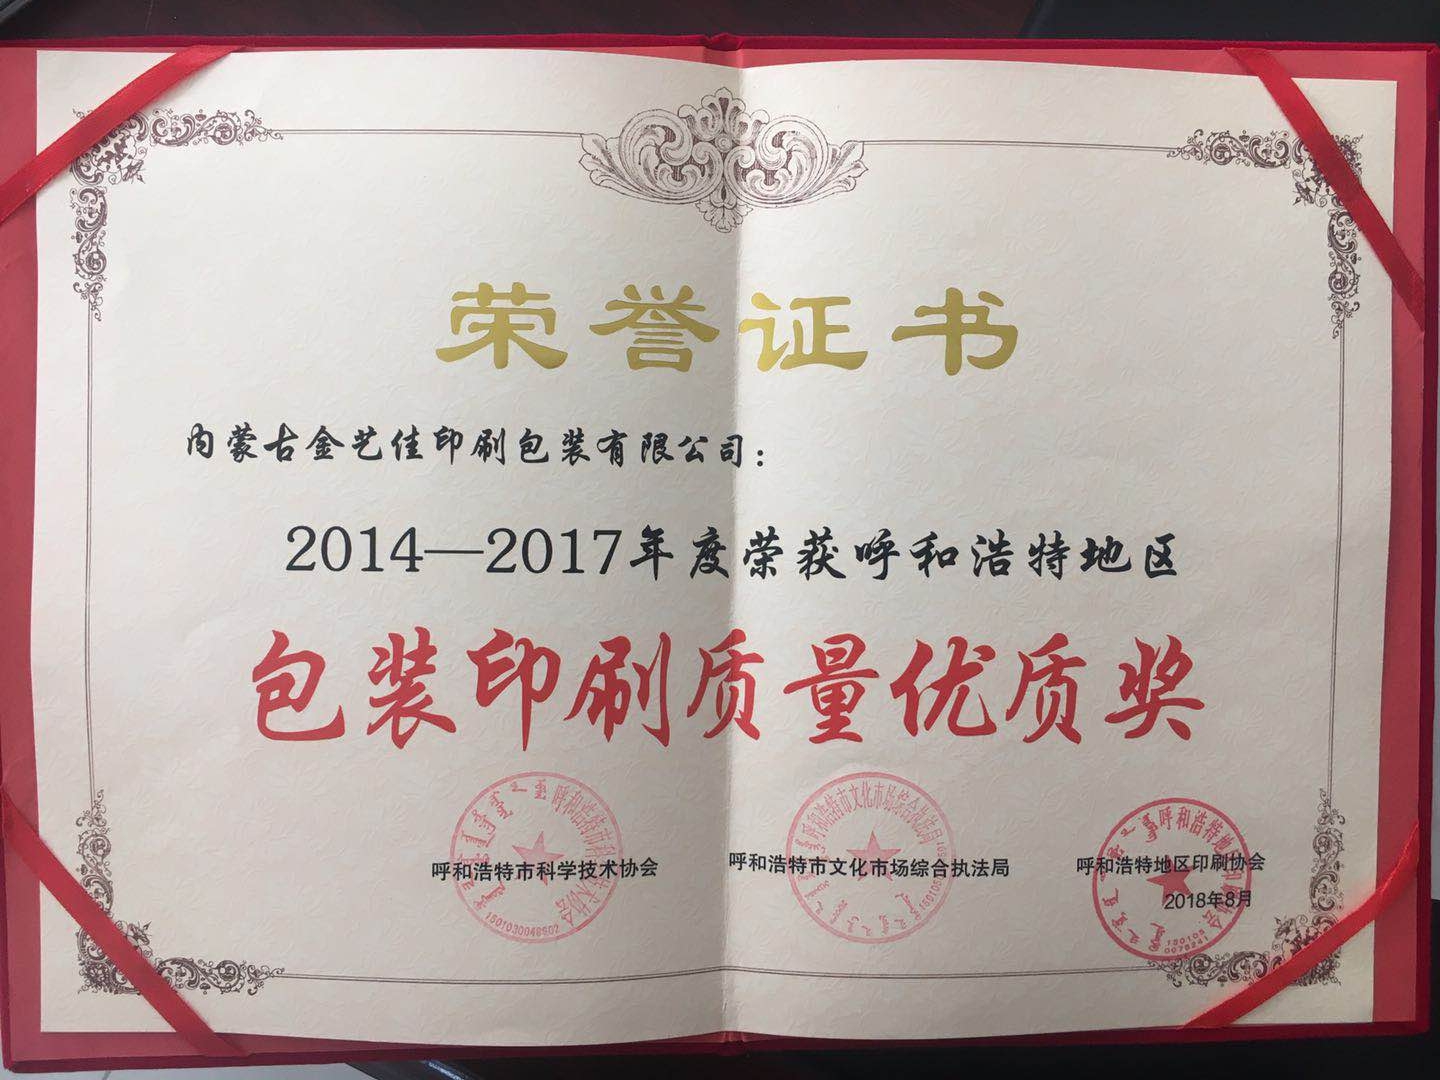 荣誉证书
内蒙古金艺佳印刷包装有限公司：
2014—2017年度荣获呼和浩特地区
包装印刷质量优质奖
呼和浩特市科学技术协会
呼和浩特市文化市场综合执法局
呼和浩特地区印刷协会
2018年8月